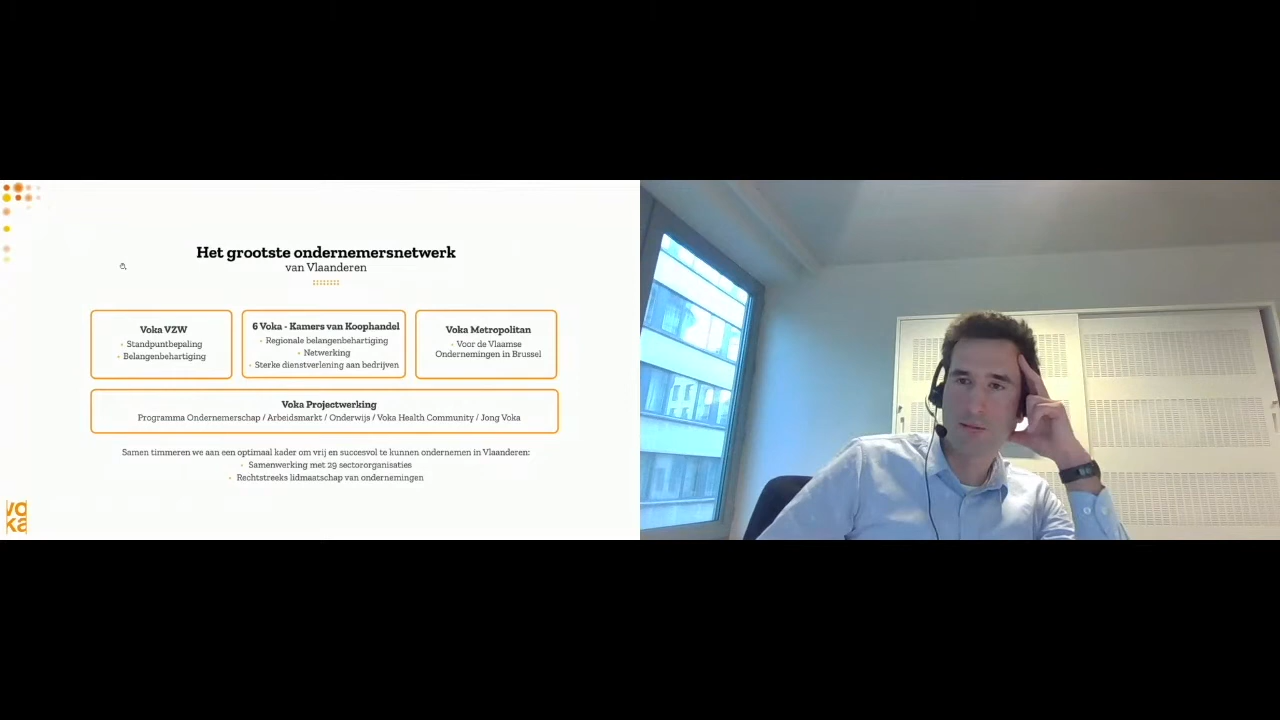 Het grootste ondernemersnetwerk
van Vlaanderen
Voka VZW
• Standpuntbepaling
• Belangenbehartiging
6 Voka - Kamers van Koophandel
• Regionale belangenbehartiging
• Netwerking
• Sterke dienstverlening aan bedrijven
Voka Metropolitan
• Voor de Vlaamse
Ondernemingen in Brussel
Voka Projectwerking
Programma Ondernemerschap / Arbeidsmarkt / Onderwijs / Voka Health Community / Jong Voka
Samen timmeren we aan een optimaal kader om vrij en succesvol te kunnen ondernemen in Vlaanderen:
• Samenwerking met 29 sectororganisaties
• Rechtstreeks lidmaatschap van ondernemingen
vo
ka